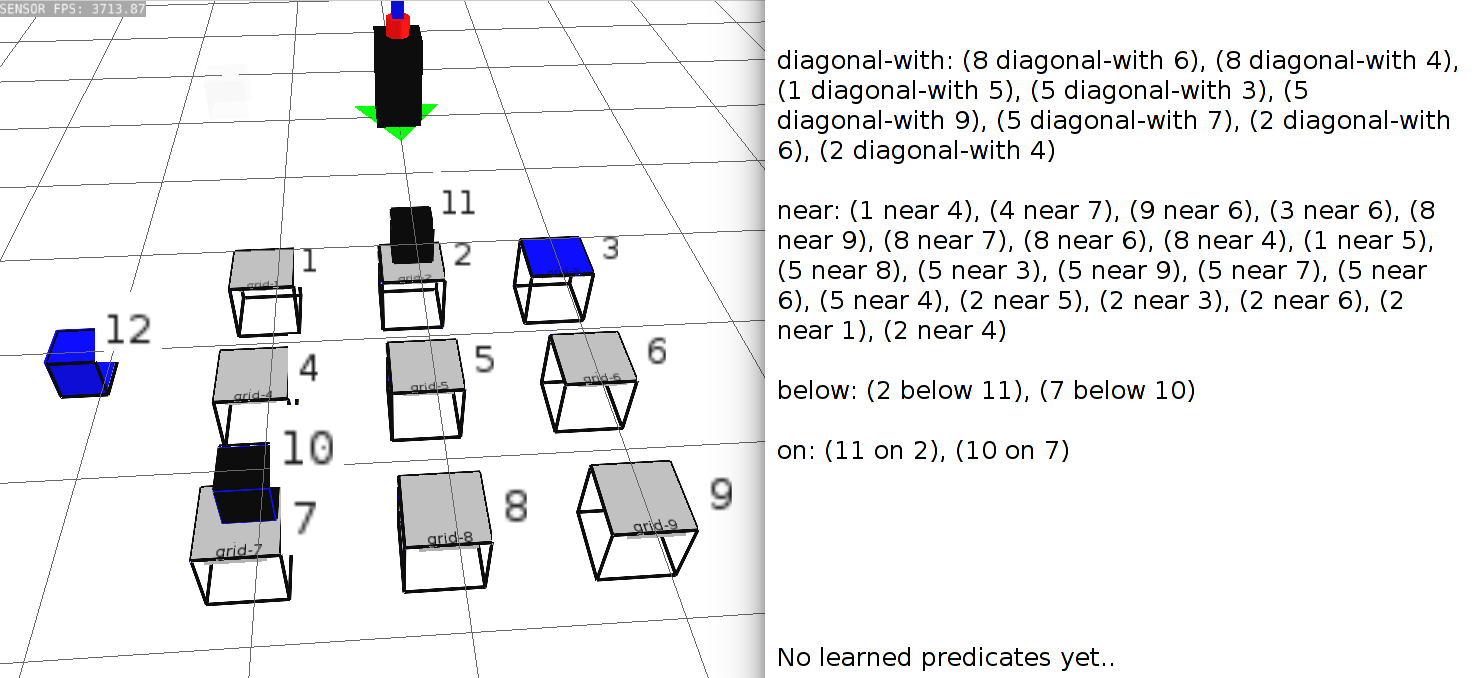 SENSOR FPS: 3713.87
11
1
2
3
grid-1
grid-2
12
4
5
6
grid-4
grid-5
grid-6
10
7
8
9
grid-7
grid-8
grid-9
diagonal-with: (8 diagonal-with 6), (8 diagonal-with 4),
(1 diagonal-with 5), (5 diagonal-with 3), (5
diagonal-with 9), (5 diagonal-with 7), (2 diagonal-with
6), (2 diagonal-with 4)
near: (1 near 4), (4 near 7), (9 near 6), (3 near 6), (8
near 9), (8 near 7), (8 near 6), (8 near 4), (1 near 5),
(5 near 8), (5 near 3), (5 near 9), (5 near 7), (5 near
6), (5 near 4), (2 near 5), (2 near 3), (2 near 6), (2
near 1), (2 near 4)
below: (2 below 11), (7 below 10)
on: (11 on 2), (10 on 7)
No learned predicates yet..